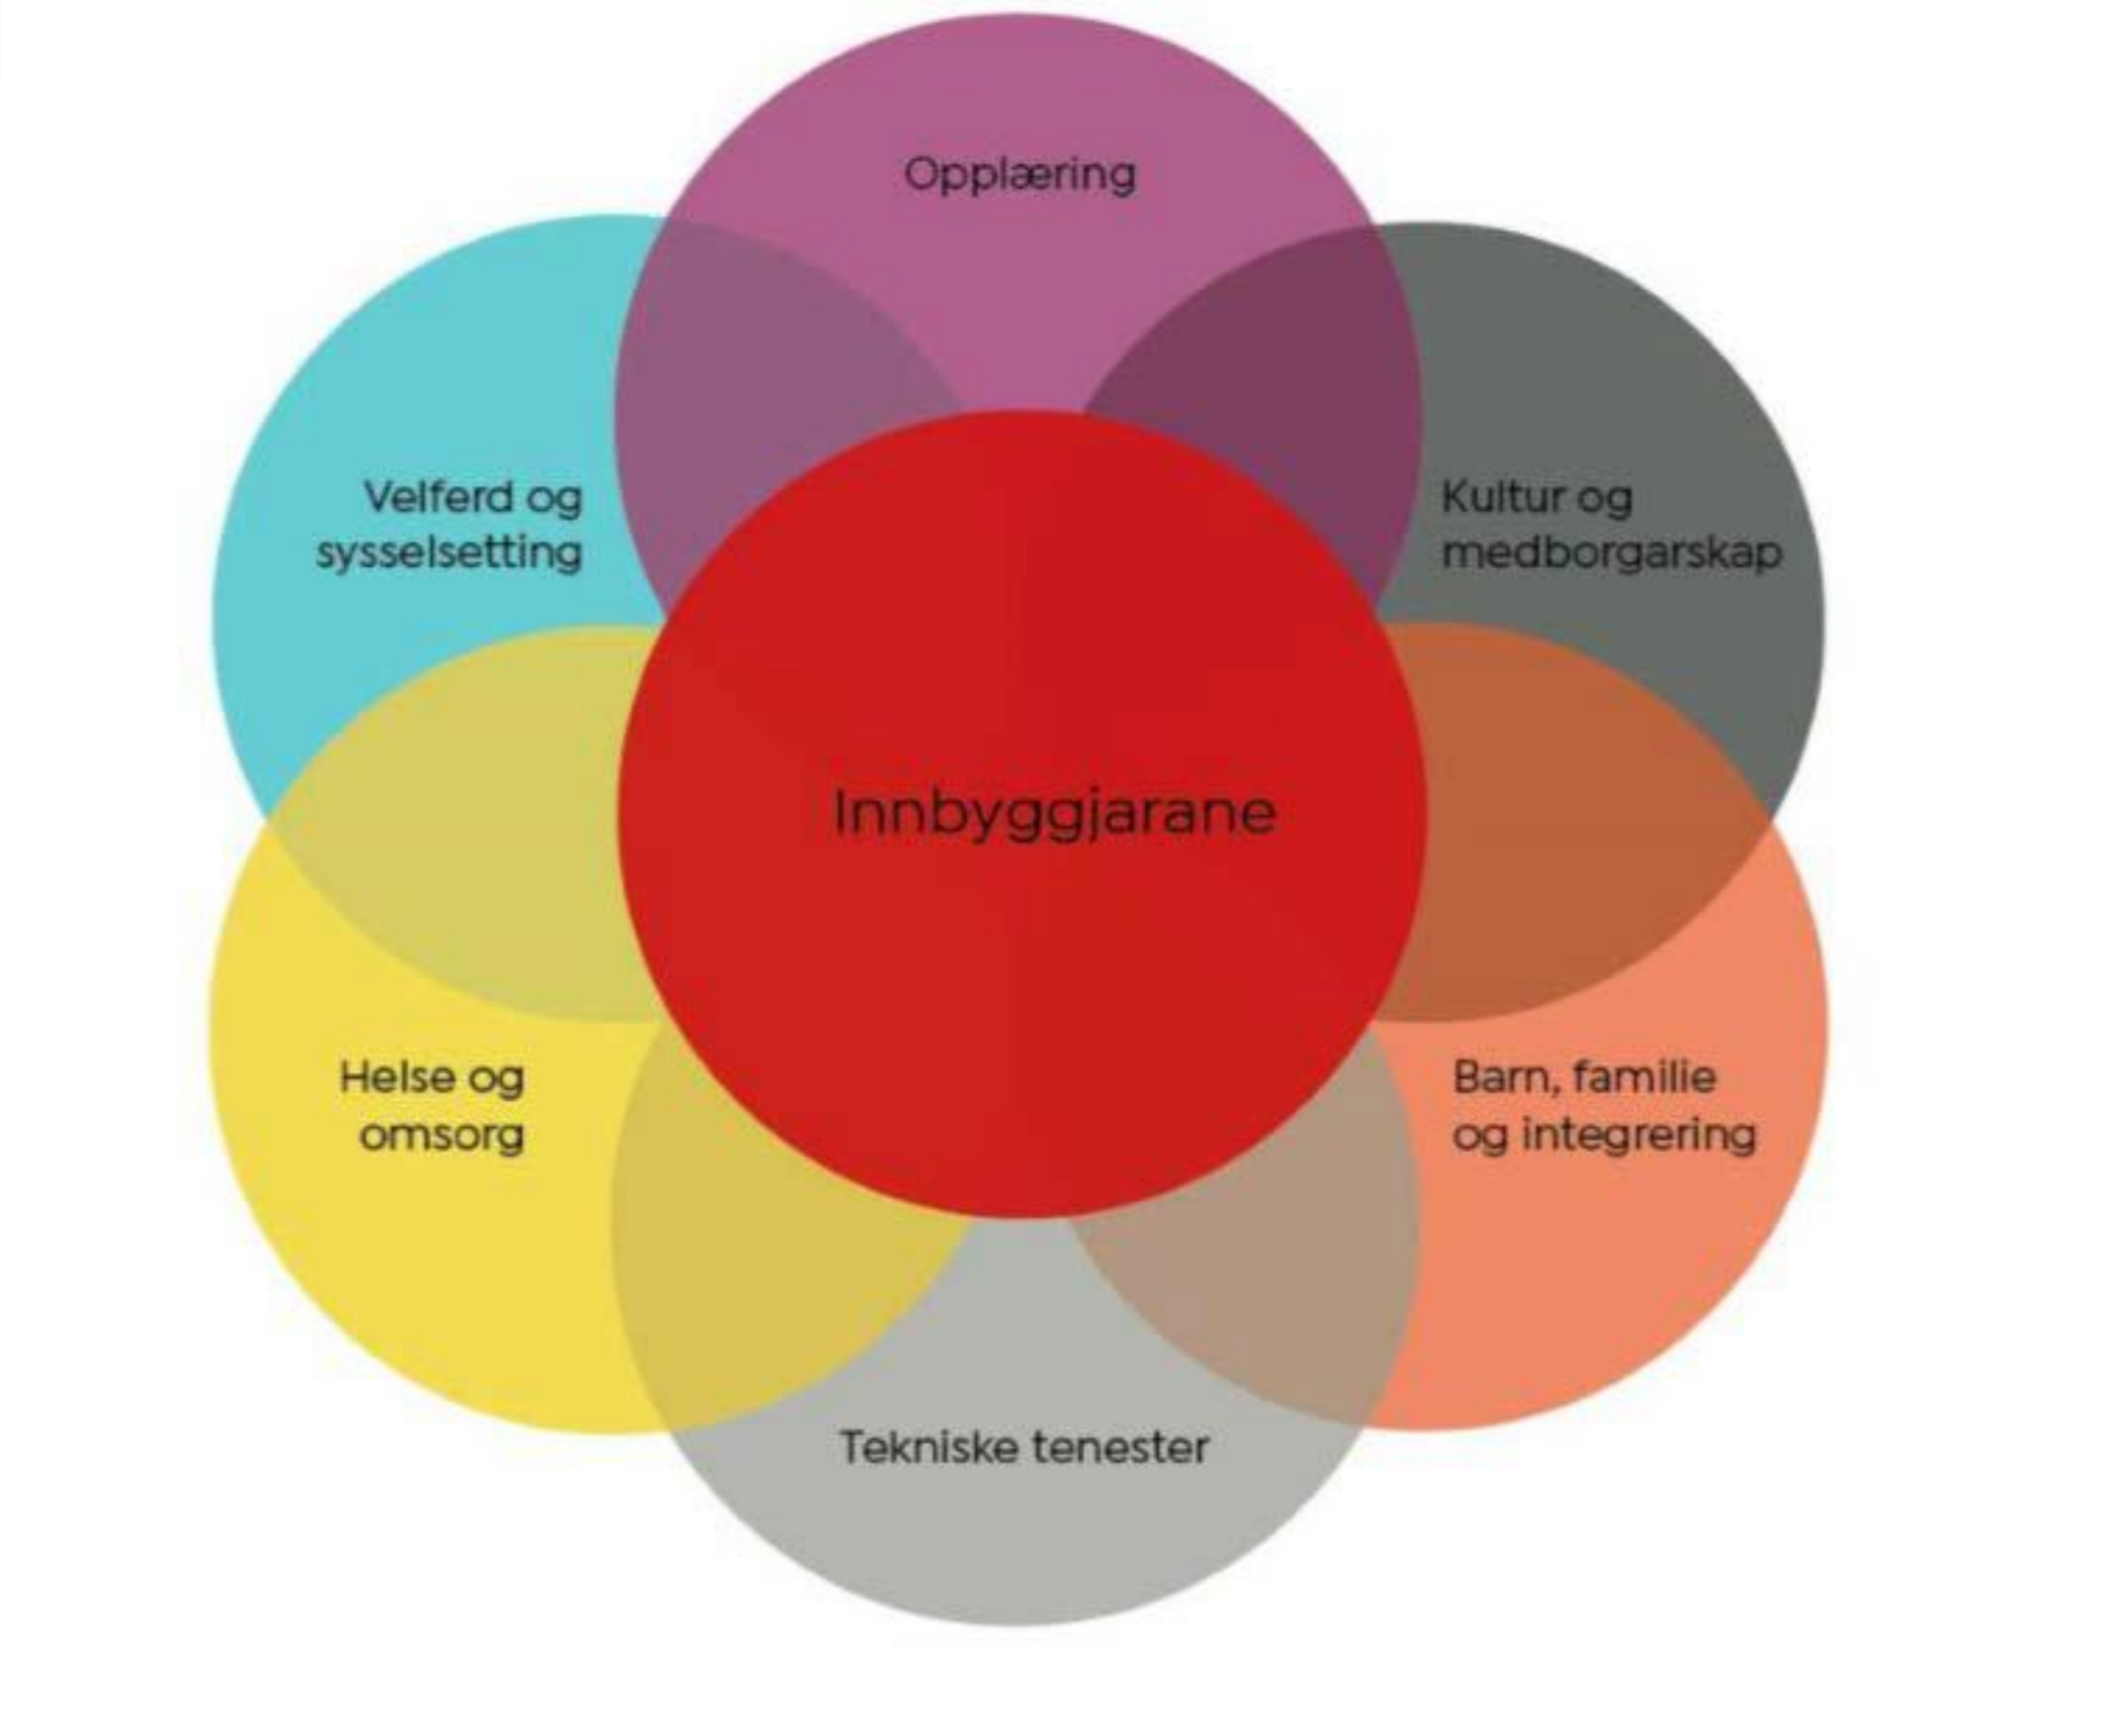 Opplæring
Velferd og
sysselsetting
Kultur og
medborgarskap
Innbyggjarane
Helse og
omsorg
Barn, familie
og integrering
Tekniske tenester